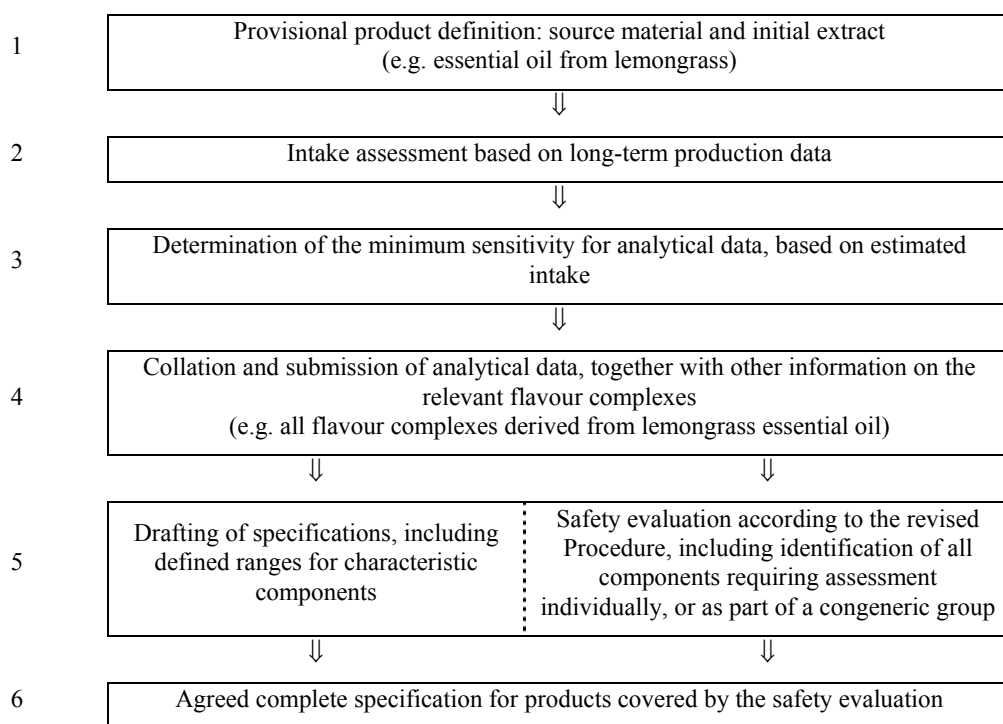 1
Provisional product definition: source material and initial extract
(e.g. essential oil from lemongrass)
⇓
2
Intake assessment based on long-term production data
⇓
3
Determination of the minimum sensitivity for analytical data, based on estimated
intake
⇓
4
Collation and submission of analytical data, together with other information on the
relevant flavour complexes
(e.g. all flavour complexes derived from lemongrass essential oil)
⇓ ⇓
5
Drafting of specifications, including
defined ranges for characteristic
components
Safety evaluation according to the revised
Procedure, including identification of all
components requiring assessment
individually, or as part of a congeneric group
⇓ ⇓
6
Agreed complete specification for products covered by the safety evaluation